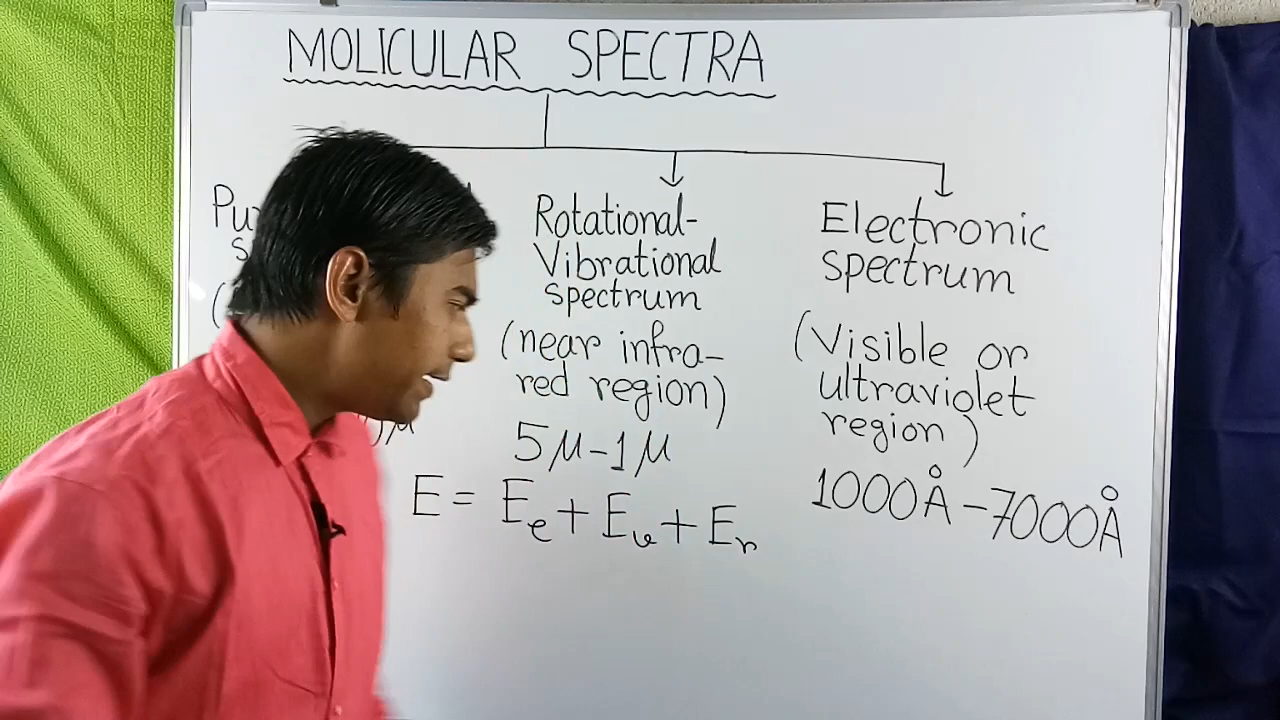 MOLICULAR SPECTRA
Rotational-
Vibrational
spectrum
(near infra-
red region)
5μ-1μ
Electronic
spectrum
(Visible or
ultraviolet
region)
1000Å-7000Å
E = Ee + Ev + Er